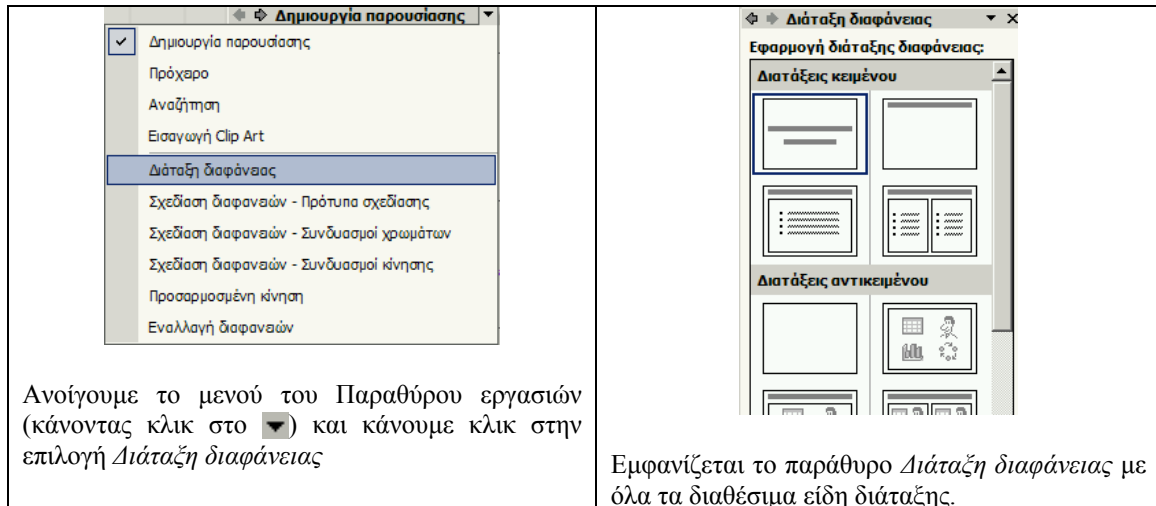 Δημιουργία παρουσίασης
Δημιουργία παρουσίασης
Πρόχειρο
Αναζήτηση
Εισαγωγή Clip Art
Διάταξη διαφάνειας
Σχεδίαση διαφανειών - Πρότυπα σχεδίασης
Σχεδίαση διαφανειών - Συνδυασμοί χρωμάτων
Σχεδίαση διαφανειών - Συνδυασμοί κίνησης
Προσαρμοσμένη κίνηση
Εναλλαγή διαφανειών
Ανοίγουμε το μενού του Παραθύρου εργασιών
(κάνοντας κλικ στο ) και κάνουμε κλικ στην
επιλογή Διάταξη διαφάνειας
Διάταξη διαφάνειας
Εφαρμογή διάταξης διαφάνειας:
Διατάξεις κειμένου
Διατάξεις αντικειμένου
Εμφανίζεται το παράθυρο Διάταξη διαφάνειας με
όλα τα διαθέσιμα είδη διάταξης.